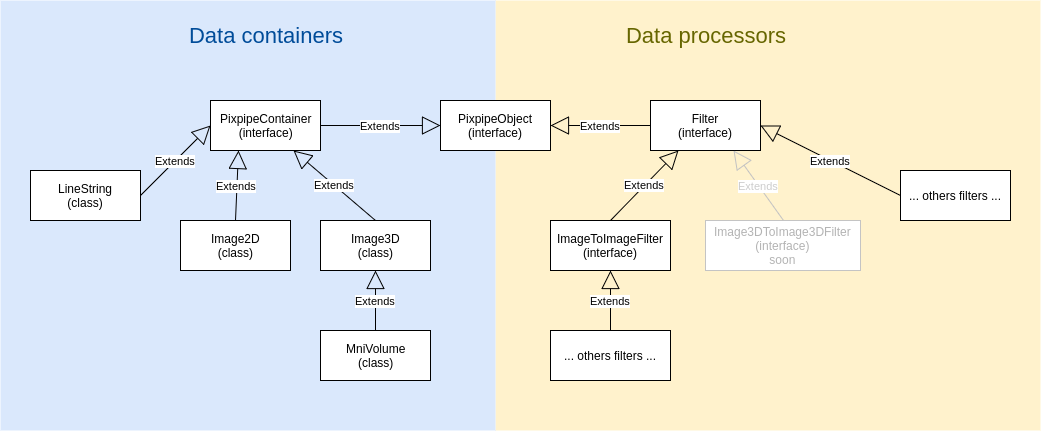 Data containers
Data processors
PixpipeContainer
(interface)
Extends
PixpipeObject
(interface)
Extends
Filter
(interface)
Extends
Extends
Extends
Extends
Extends
Extends
LineString
(class)
... others filters ...
Image2D
(class)
Image3D
(class)
ImageToImageFilter
(interface)
Image3DToImage3DFilter
(interface)
soon
Extends
Extends
MniVolume
(class)
... others filters ...